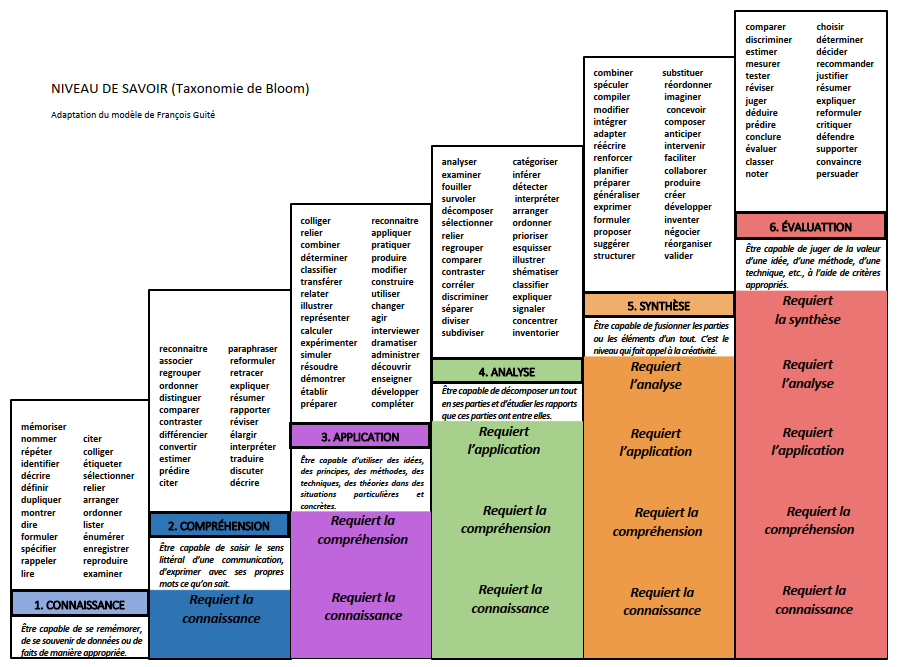 NIVEAU DE SAVOIR (Taxonomie de Bloom)
Adaptation du modèle de François Guité
mémoriser
nommer citer
répéter colliger
identifier étiqueter
décrire sélectionner
définir relier
dupliquer arranger
montrer ordonner
dire lister
formuler énumérer
spécifier enregistrer
rappeler reproduire
lire examiner
1. CONNAISSANCE
Être capable de se remémorer,
de se souvenir de données ou de
faits de manière appropriée.
reconnaitre paraphraser
associer reformuler
regrouper retracer
ordonner expliquer
distinguer résumer
comparer rapporter
contraster réviser
différencier élargir
convertir interpréter
estimer traduire
prédire discuter
citer décrire
2. COMPRÉHENSION
Être capable de saisir le sens
littéral d'une communication,
d'exprimer avec ses propres
mots ce qu'on sait.
Requiert la
connaissance
colliger reconnaitre
relier appliquer
combiner pratiquer
déterminer produire
classifier modifier
transférer construire
relater utiliser
illustrer changer
représenter agir
calculer interviewer
expérimenter dramatiser
simuler administrer
résoudre découvrir
démontrer enseigner
établir développer
préparer compléter
3. APPLICATION
Être capable d'utiliser des idées,
des principes, des méthodes, des
techniques, des théories dans des
situations particulières et
concrètes.
Requiert la
compréhension
Requiert la
connaissance
analyser catégoriser
examiner inférer
fouiller détecter
survoler interpréter
décomposer arranger
sélectionner ordonner
relier prioriser
regrouper esquisser
comparer illustrer
contraster shématiser
corréler classifier
discriminer expliquer
séparer signaler
diviser concentrer
subdiviser inventorier
4. ANALYSE
Être capable de décomposer un tout
en ses parties et d'étudier les rapports
que ces parties ont entre elles.
Requiert
l'application
Requiert la
compréhension
Requiert la
connaissance
combiner substituer
spéculer réordonner
compiler imaginer
modifier concevoir
intégrer composer
adapter anticiper
réécrire intervenir
renforcer faciliter
planifier collaborer
préparer produire
généraliser créer
exprimer développer
formuler inventer
proposer négocier
suggérer réorganiser
structurer valider
5. SYNTHÈSE
Être capable de fusionner les parties
ou les éléments d'un tout. C'est le
niveau qui fait appel à la créativité.
Requiert
l'analyse
Requiert
l'application
Requiert la
compréhension
Requiert la
connaissance
comparer choisir
discriminer déterminer
estimer décider
mesurer recommander
tester justifier
réviser résumer
juger expliquer
déduire reformuler
prédire critiquer
conclure défendre
évaluer supporter
classer convaincre
noter persuader
6. ÉVALUATTION
Être capable de juger de la valeur
d'une idée, d'une méthode, d'une
technique, etc., à l'aide de critères
appropriés.
Requiert
la synthèse
Requiert
l'analyse
Requiert
l'application
Requiert la
compréhension
Requiert la
connaissance